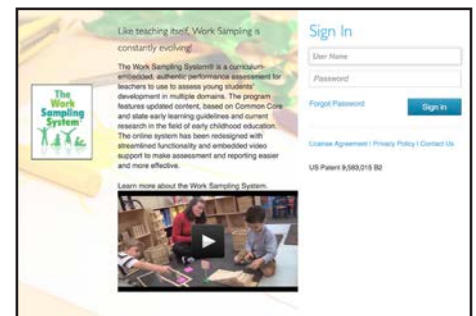 Like teaching itself, Work Sampling is
constantly evolving!
The Work Sampling System® is a curriculum-
embedded, authentic performance assessment for
teachers to use to assess young students'
development in multiple domains. The program
features updated content, based on Common Core
and state early learning guidelines and current
research in the field of early childhood education.
The online system has been redesigned with
streamlined functionality and embedded video
support to make assessment and reporting easier
and more effective.
Learn more about the Work Sampling System.
The
Work
Sampling
System
Sign In
User Name
Password
Forgot Password
Sign in
License Agreement | Privacy Policy | Contact Us
US Patent 9,583,015 B2